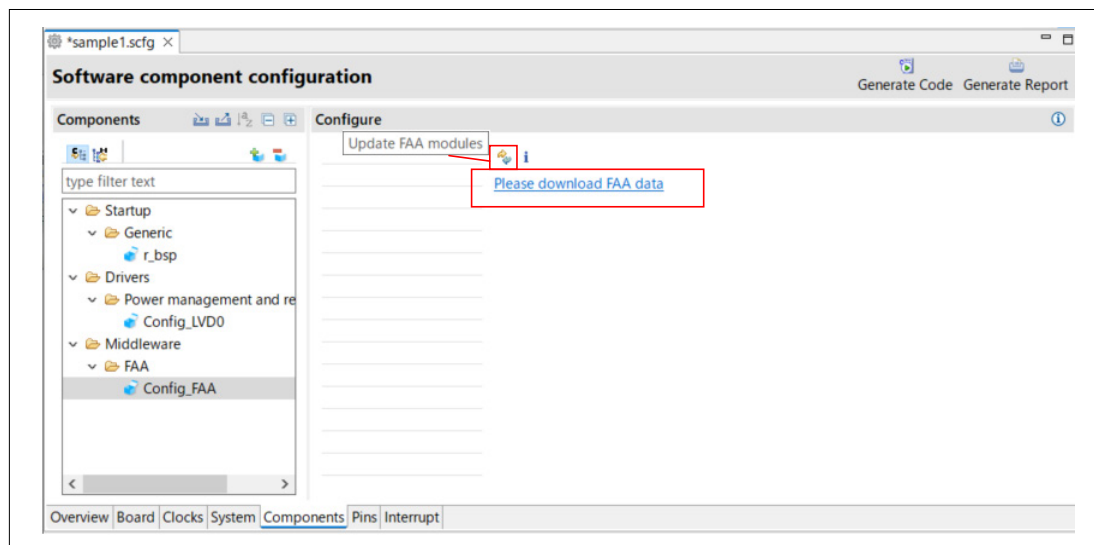 *sample1.scfg
Software component configuration
Generate Code Generate Report
Components
Configure
Update FAA modules
i
Please download FAA data
type filter text
Startup
Generic
r_bsp
Drivers
Power management and re
Config_LVD0
Middleware
FAA
Config_FAA
Overview Board Clocks System Components Pins Interrupt